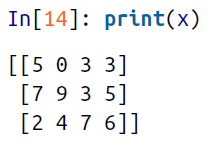 In[14]: print(x)
[[5 0 3 3]
 [7 9 3 5]
 [2 4 7 6]]